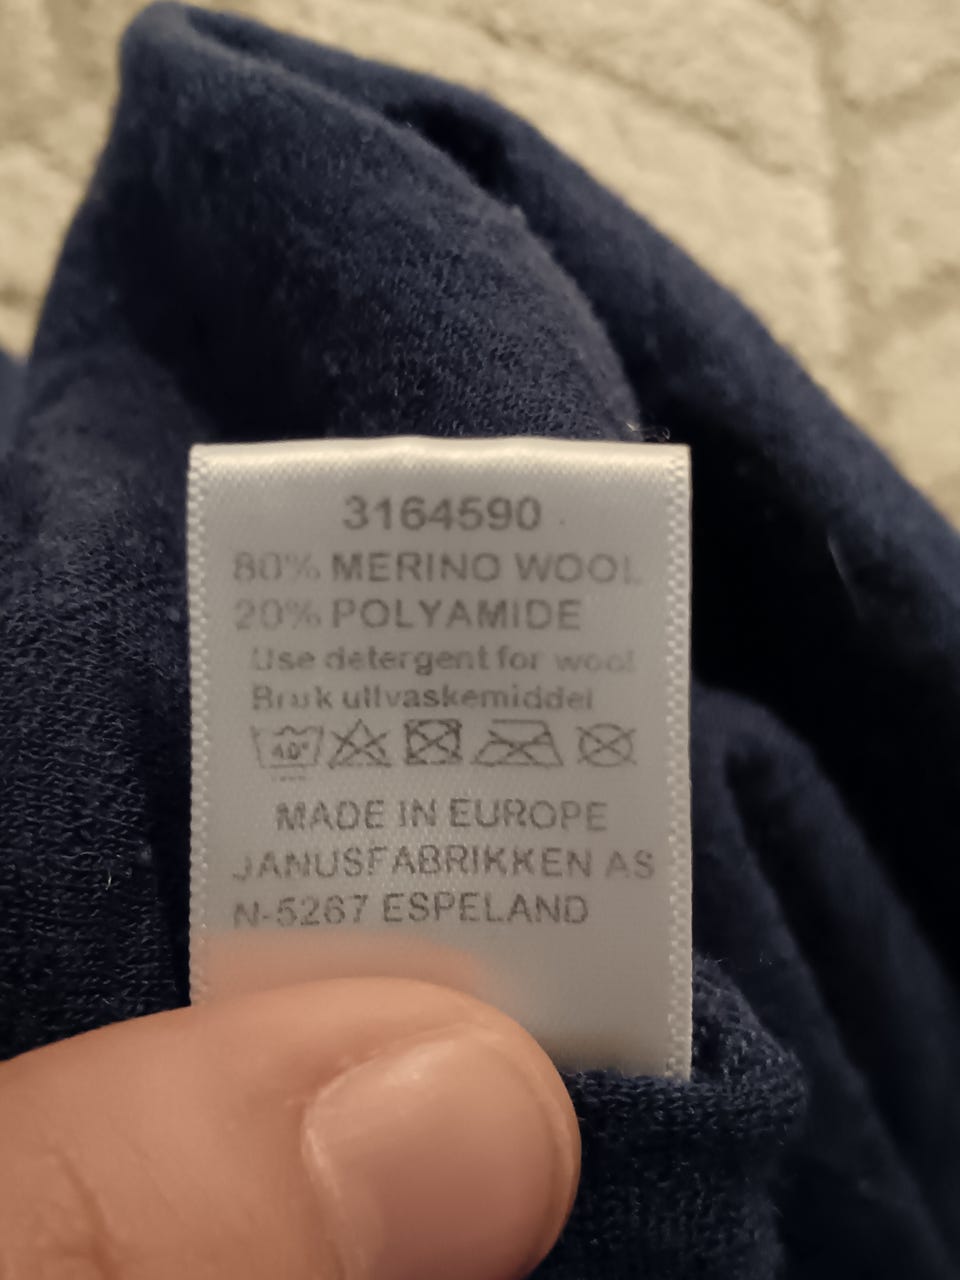 3164590
80% MERINO WOOL
20% POLYAMIDE
Use detergent for wool
Bruk ullvaskemiddel
40°
MADE IN EUROPE
JANUSFABRIKKEN AS
N-5267 ESPELAND